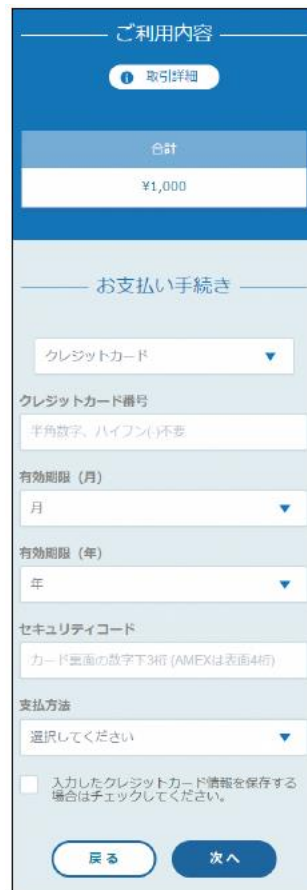 ご利用内容
取引詳細
合計
¥1,000
お支払い手続き
クレジットカード
クレジットカード番号
半角数字、ハイフン(-)不要
有効期限 (月)
月
有効期限 (年)
年
セキュリティコード
カード裏面の数字下3桁 (AMEXは表面4桁)
支払方法
選択してください
入力したクレジットカード情報を保存する
場合はチェックしてください。
戻る
次へ